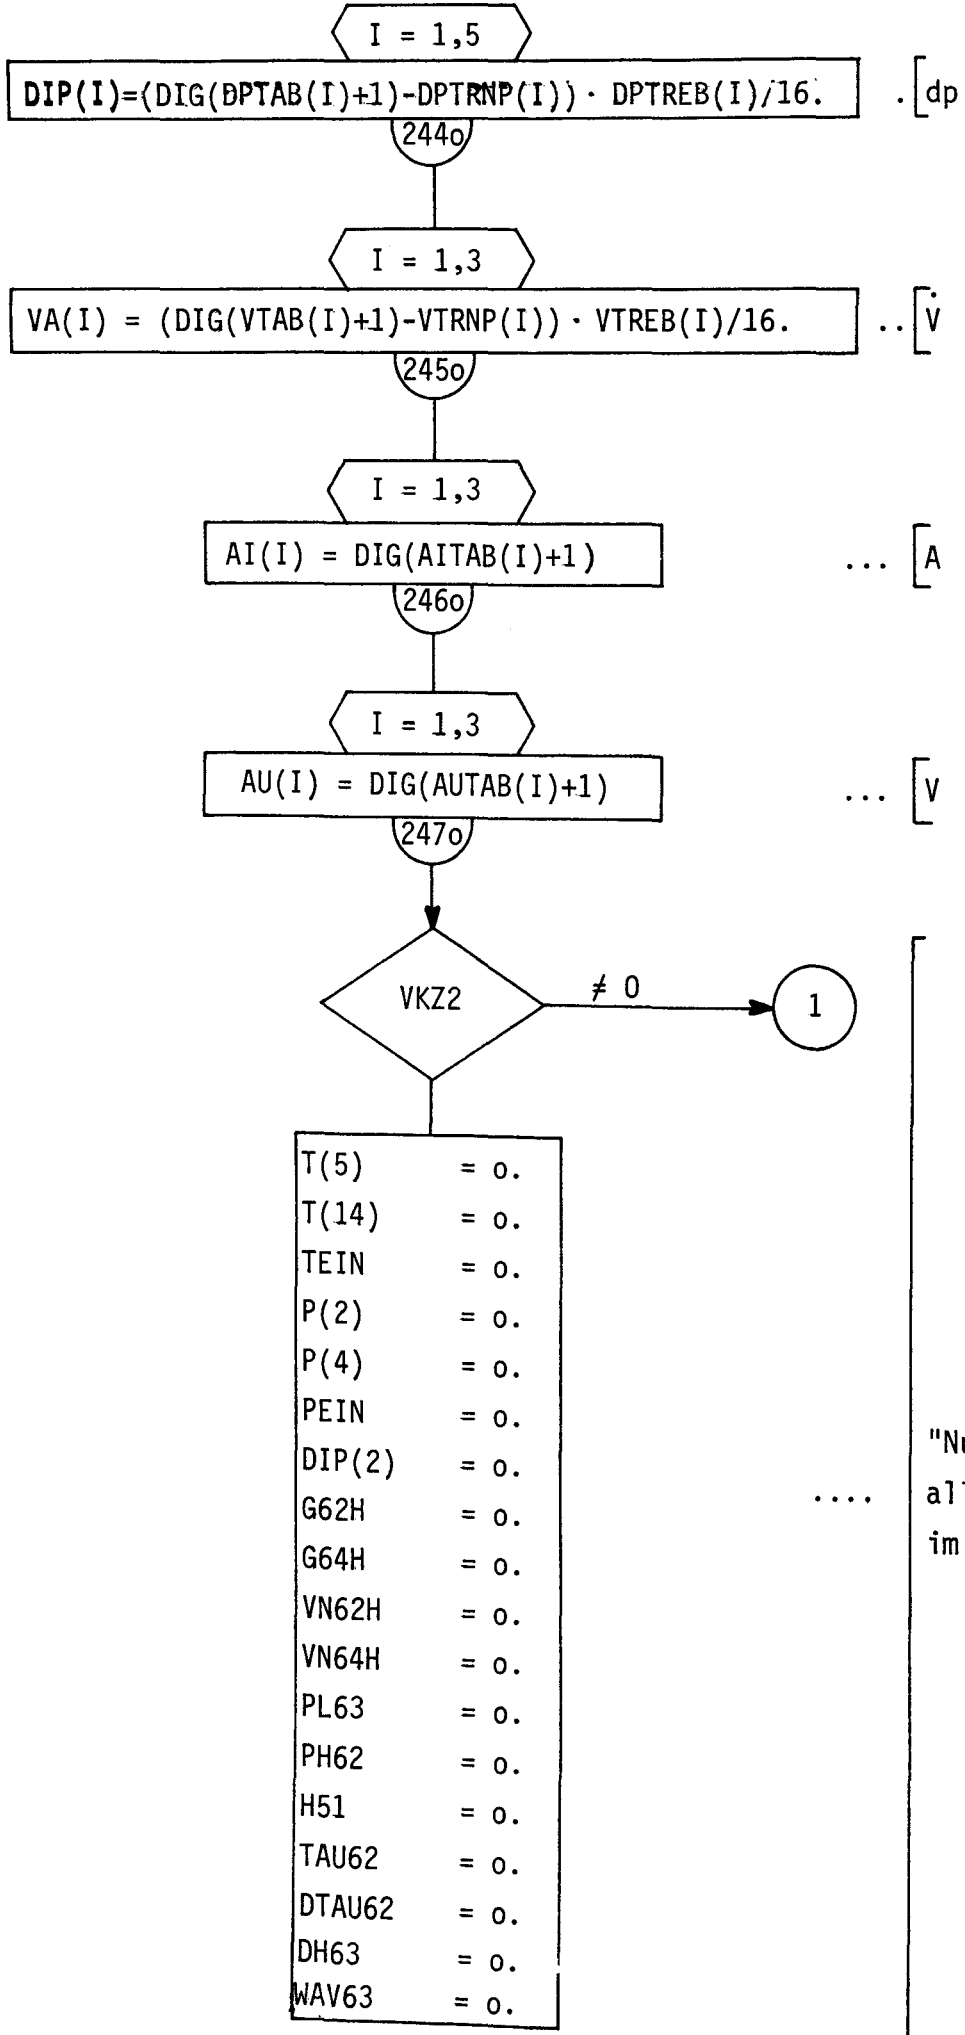 I = 1,5
DIP(I)=(DIG(DPTAB(I)+1)-DPTRNP(I)) · DPTREB(I)/16. . dp
244o
I = 1,3
VA(I) = (DIG(VTAB(I)+1)-VTRNP(I)) · VTREB(I)/16. .. V̇
245o
I = 1,3
AI(I) = DIG(AITAB(I)+1) ... A
246o
I = 1,3
AU(I) = DIG(AUTAB(I)+1) ... V
247o
VKZ2 ≠ 0 1
T(5) = o.
T(14) = o.
TEIN = o.
P(2) = o.
P(4) = o.
PEIN = o.
DIP(2) = o.
G62H = o.
G64H = o.
VN62H = o.
VN64H = o.
PL63 = o.
PH62 = o.
H51 = o.
TAU62 = o.
DTAU62 = o.
DH63 = o.
WAV63 = o.
....
im